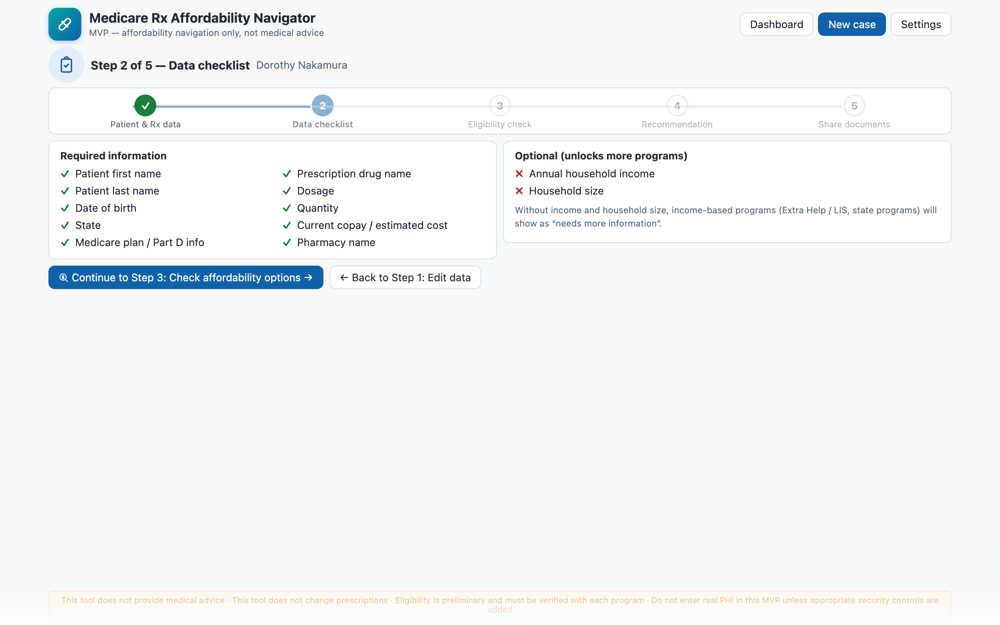 Medicare Rx Affordability Navigator
MVP — affordability navigation only, not medical advice
Dashboard
New case
Settings
Step 2 of 5 — Data checklist Dorothy Nakamura
2
3
4
5
Patient & Rx data
Data checklist
Eligibility check
Recommendation
Share documents
Required information
Patient first name
Patient last name
Date of birth
State
Medicare plan / Part D info
Prescription drug name
Dosage
Quantity
Current copay / estimated cost
Pharmacy name
Optional (unlocks more programs)
Annual household income
Household size
Without income and household size, income-based programs (Extra Help / LIS, state programs) will
show as “needs more information”.
Continue to Step 3: Check affordability options →
← Back to Step 1: Edit data
This tool does not provide medical advice · This tool does not change prescriptions · Eligibility is preliminary and must be verified with each program · Do not enter real PHI in this MVP unless appropriate security controls are
added